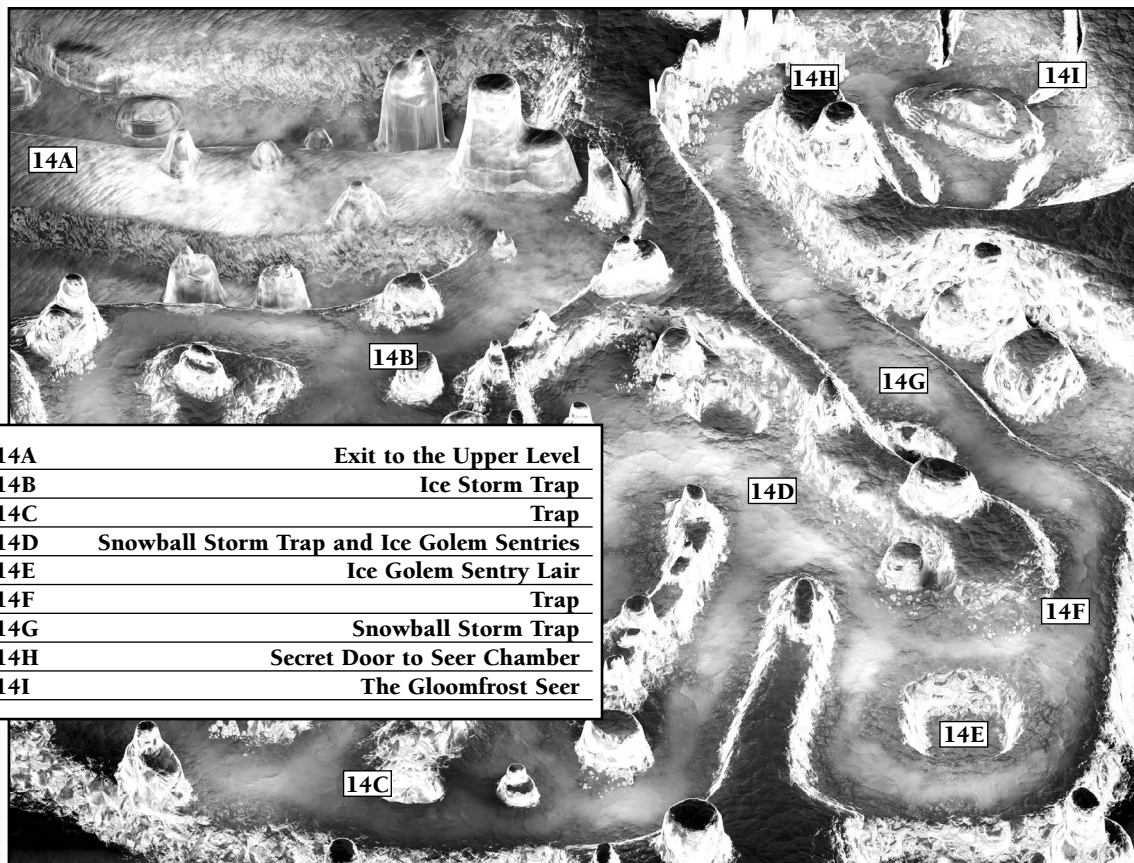 14H
14I
14A
14B
14G
14D
14A Exit to the Upper Level
14B Ice Storm Trap
14C Trap
14D Snowball Storm Trap and Ice Golem Sentries
14E Ice Golem Sentry Lair
14F Trap
14G Snowball Storm Trap
14H Secret Door to Seer Chamber
14I The Gloomfrost Seer
14F
14E
14C